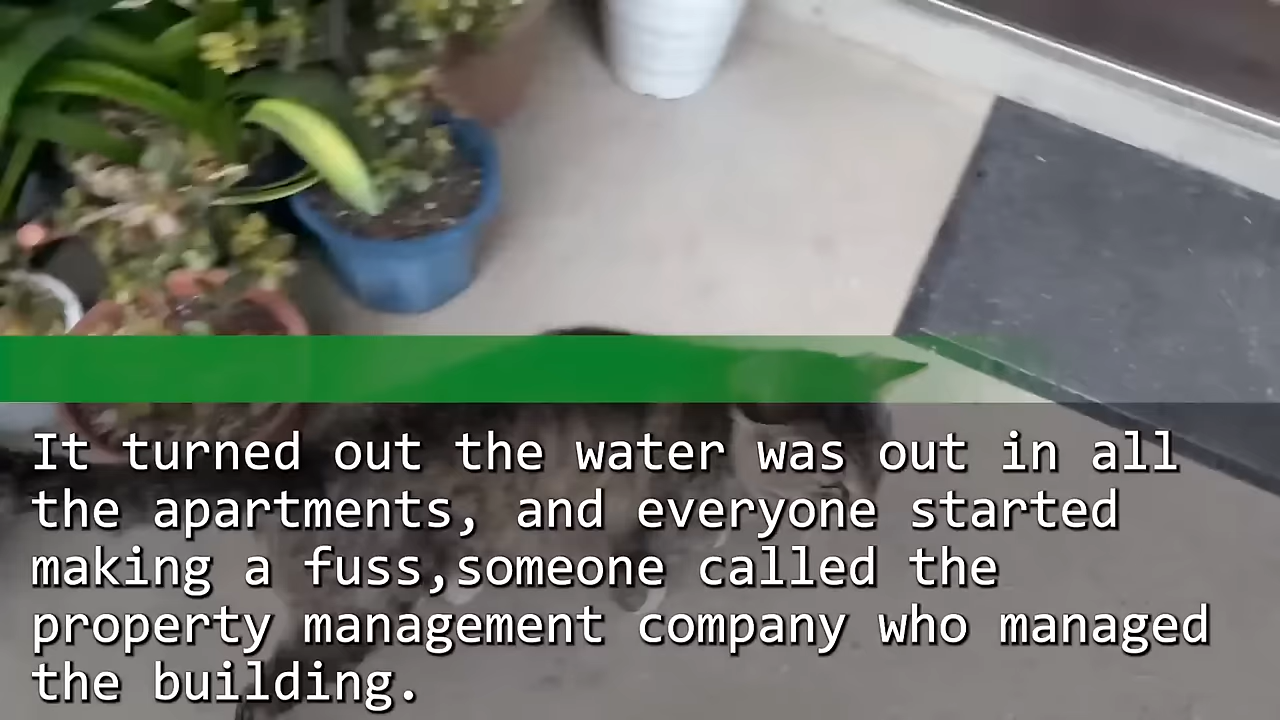 It turned out the water was out in all
the apartments, and everyone started
making a fuss,someone called the
property management company who managed
the building.